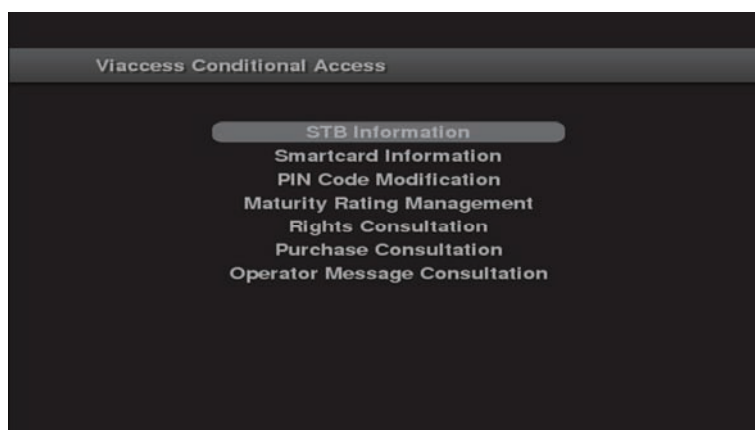 Viaccess Conditional Access
STB Information
Smartcard Information
PIN Code Modification
Maturity Rating Management
Rights Consultation
Purchase Consultation
Operator Message Consultation